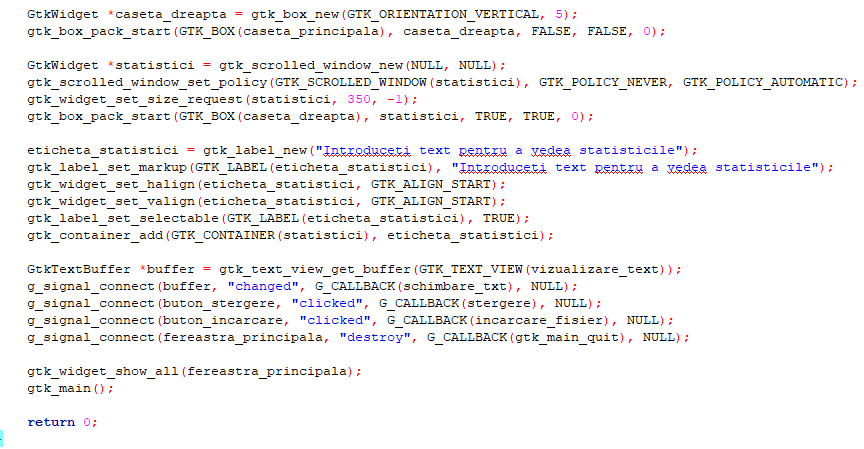 GtkWidget *caseta_dreapta = gtk_box_new(GTK_ORIENTATION_VERTICAL, 5);
gtk_box_pack_start(GTK_BOX(caseta_principala), caseta_dreapta, FALSE, FALSE, 0);
GtkWidget *statistici = gtk_scrolled_window_new(NULL, NULL);
gtk_scrolled_window_set_policy(GTK_SCROLLED_WINDOW(statistici), GTK_POLICY_NEVER, GTK_POLICY_AUTOMATIC);
gtk_widget_set_size_request(statistici, 350, -1);
gtk_box_pack_start(GTK_BOX(caseta_dreapta), statistici, TRUE, TRUE, 0);
eticheta_statistici = gtk_label_new("Introduceti text pentru a vedea statisticile");
gtk_label_set_markup(GTK_LABEL(eticheta_statistici), "Introduceti text pentru a vedea statisticile");
gtk_widget_set_halign(eticheta_statistici, GTK_ALIGN_START);
gtk_widget_set_valign(eticheta_statistici, GTK_ALIGN_START);
gtk_label_set_selectable(GTK_LABEL(eticheta_statistici), TRUE);
gtk_container_add(GTK_CONTAINER(statistici), eticheta_statistici);
GtkTextBuffer *buffer = gtk_text_view_get_buffer(GTK_TEXT_VIEW(vizualizare_text));
g_signal_connect(buffer, "changed", G_CALLBACK(schimbare_txt), NULL);
g_signal_connect(buton_stergere, "clicked", G_CALLBACK(stergere), NULL);
g_signal_connect(buton_incarcare, "clicked", G_CALLBACK(incarcare_fisier), NULL);
g_signal_connect(fereastra_principala, "destroy", G_CALLBACK(gtk_main_quit), NULL);
gtk_widget_show_all(fereastra_principala);
gtk_main();
return 0;